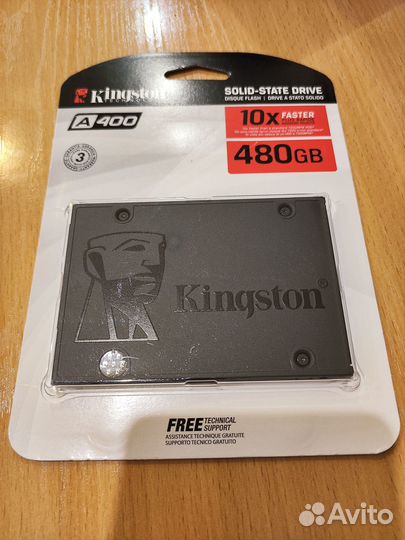 Kingston
TECHNOLOGY
SOLID-STATE DRIVE
DISQUE FLASH | DRIVE A STATO SOLIDO
A400
10x FASTER
480GB
3
Kingston
FREE TECHNICAL SUPPORT
ASSISTANCE TECHNIQUE GRATUITE
SUPPORTO TECNICO GRATUITO
Avito